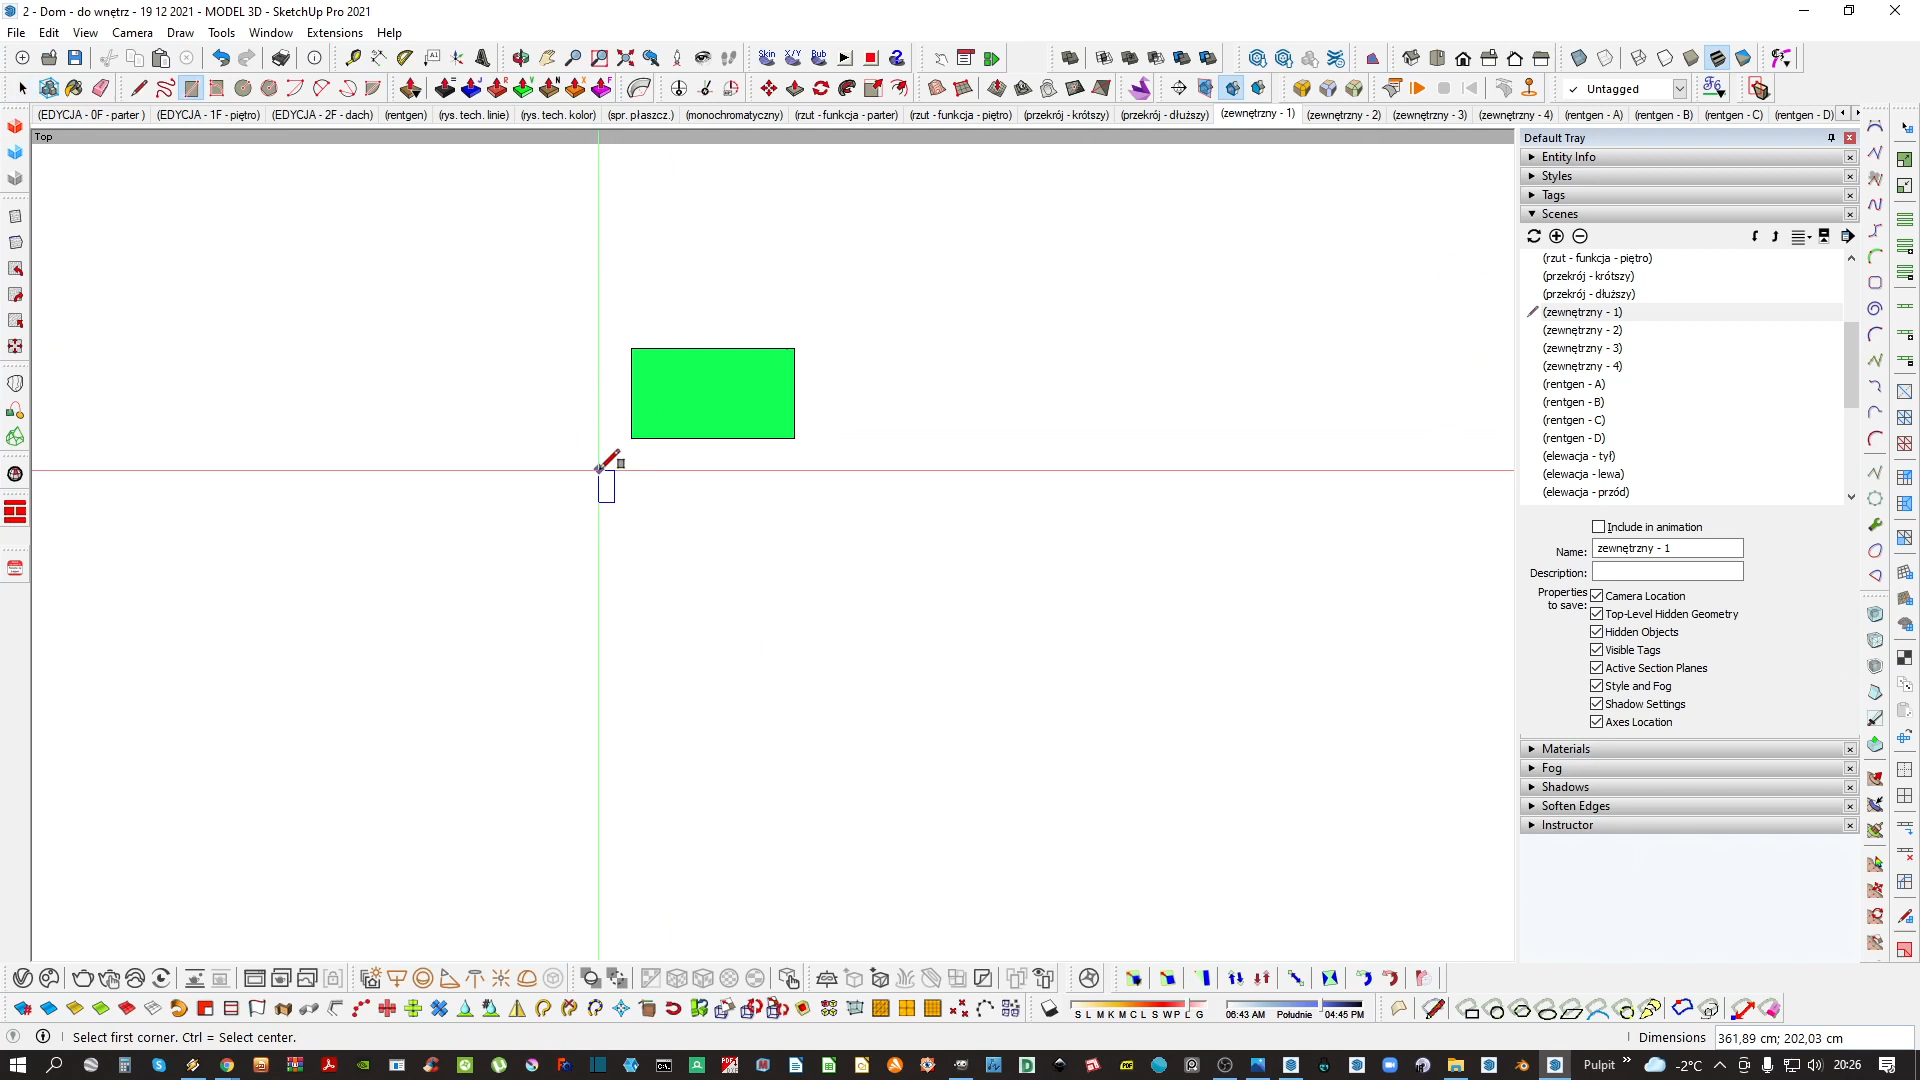 2 - Dom - do wnętrz - 19 12 2021 - MODEL 3D - SketchUp Pro 2021
File Edit View Camera Draw Tools Window Extensions Help
Skin X/Y Bub
Untagged
(EDYCJA - 0F - parter ) (EDYCJA - 1F - piętro) (EDYCJA - 2F - dach) (rentgen) (rys. tech. linie) (rys. tech. kolor) (spr. płaszcz.) (monochromatyczny) (rzut - funkcja - parter) (rzut - funkcja - piętro) (przekrój - krótszy) (przekrój - dłuższy) (zewnętrzny - 1) (zewnętrzny - 2) (zewnętrzny - 3) (zewnętrzny - 4) (rentgen - A) (rentgen - B) (rentgen - C) (rentgen - D)
Top
Default Tray
Entity Info
Styles
Tags
Scenes
(rzut - funkcja - piętro)
(przekrój - krótszy)
(przekrój - dłuższy)
(zewnętrzny - 1)
(zewnętrzny - 2)
(zewnętrzny - 3)
(zewnętrzny - 4)
(rentgen - A)
(rentgen - B)
(rentgen - C)
(rentgen - D)
(elewacja - tył)
(elewacja - lewa)
(elewacja - przód)
Include in animation
Name: zewnętrzny - 1
Description:
Properties to save:
Camera Location
Top-Level Hidden Geometry
Hidden Objects
Visible Tags
Active Section Planes
Style and Fog
Shadow Settings
Axes Location
Materials
Fog
Shadows
Soften Edges
Instructor
S L M K M C L S W P L G
06:43 AM Południe 04:45 PM
Select first corner. Ctrl = Select center.
Dimensions 361,89 cm; 202,03 cm
Pulpit
-2°C
20:26